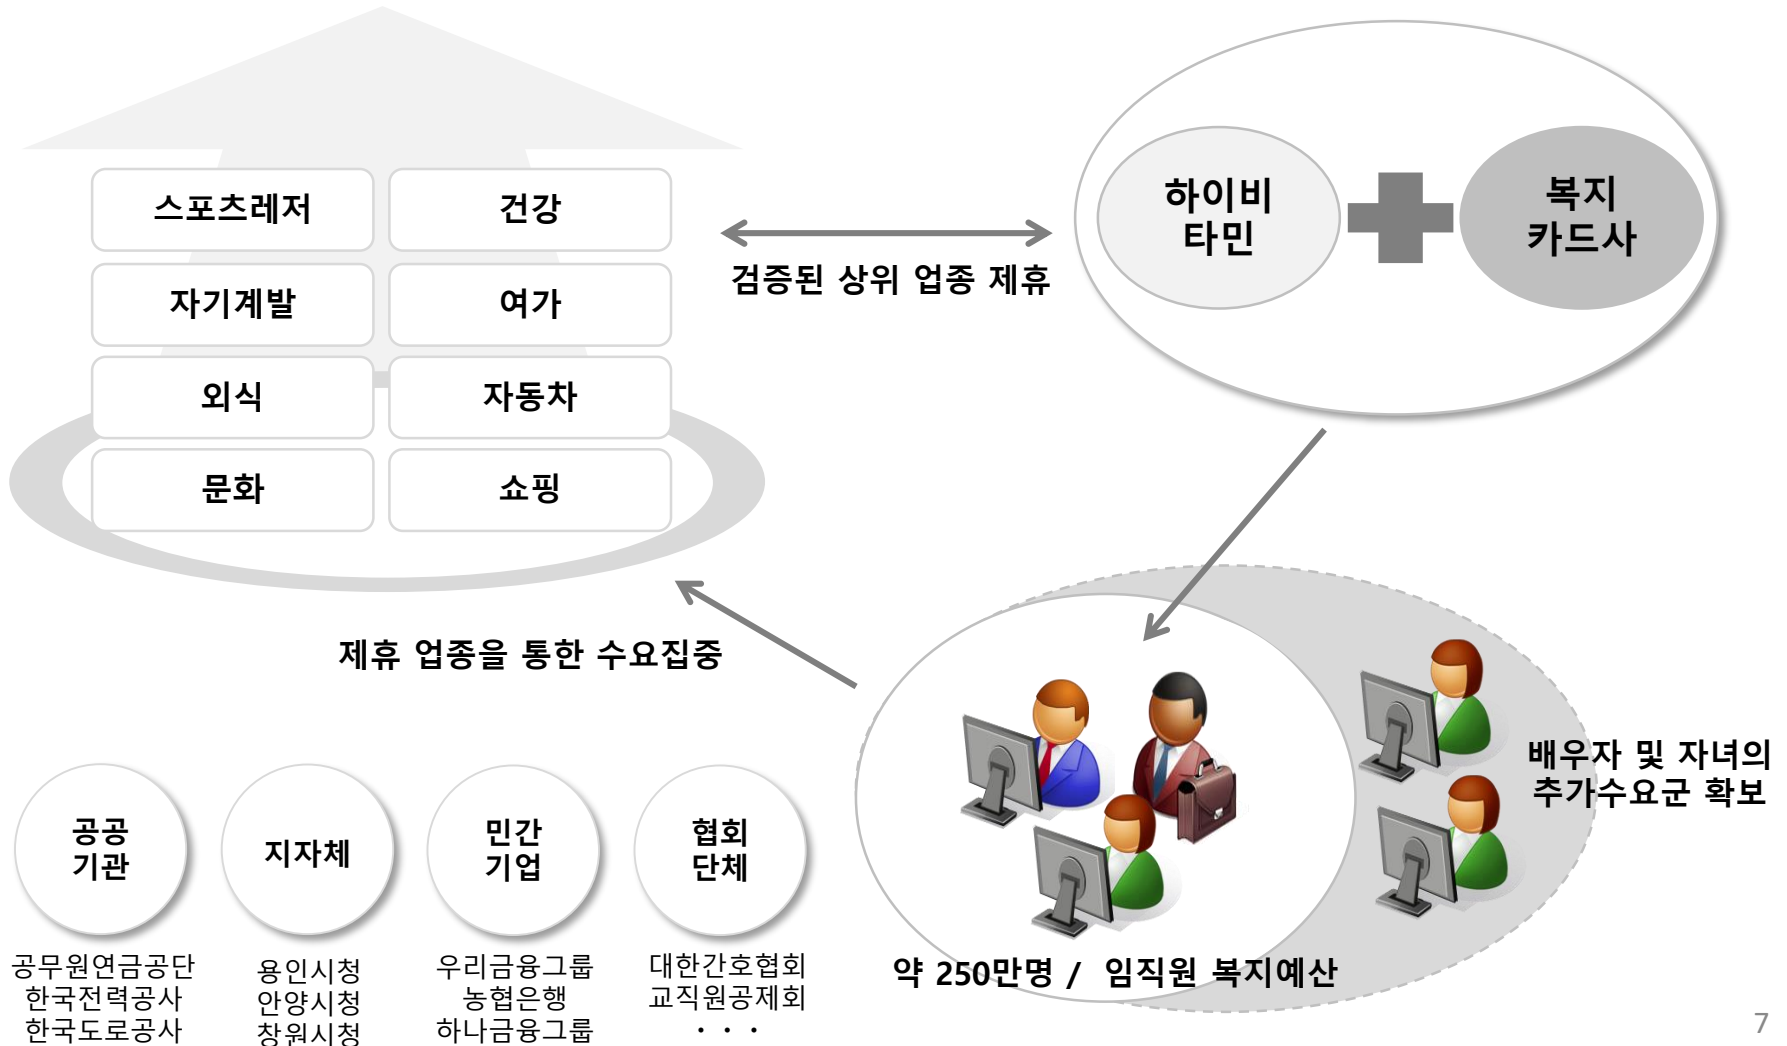 스포츠레저
건강
자기계발
여가
외식
자동차
문화
쇼핑
검증된 상위 업종 제휴
하이비
타민
복지
카드사
제휴 업종을 통한 수요집중
배우자 및 자녀의
추가수요군 확보
약 250만명 / 임직원 복지예산
공공
기관
지자체
민간
기업
협회
단체
공무원연금공단
한국전력공사
한국도로공사
용인시청
안양시청
창원시청
우리금융그룹
농협은행
하나금융그룹
대한간호협회
교직원공제회
· · ·
7